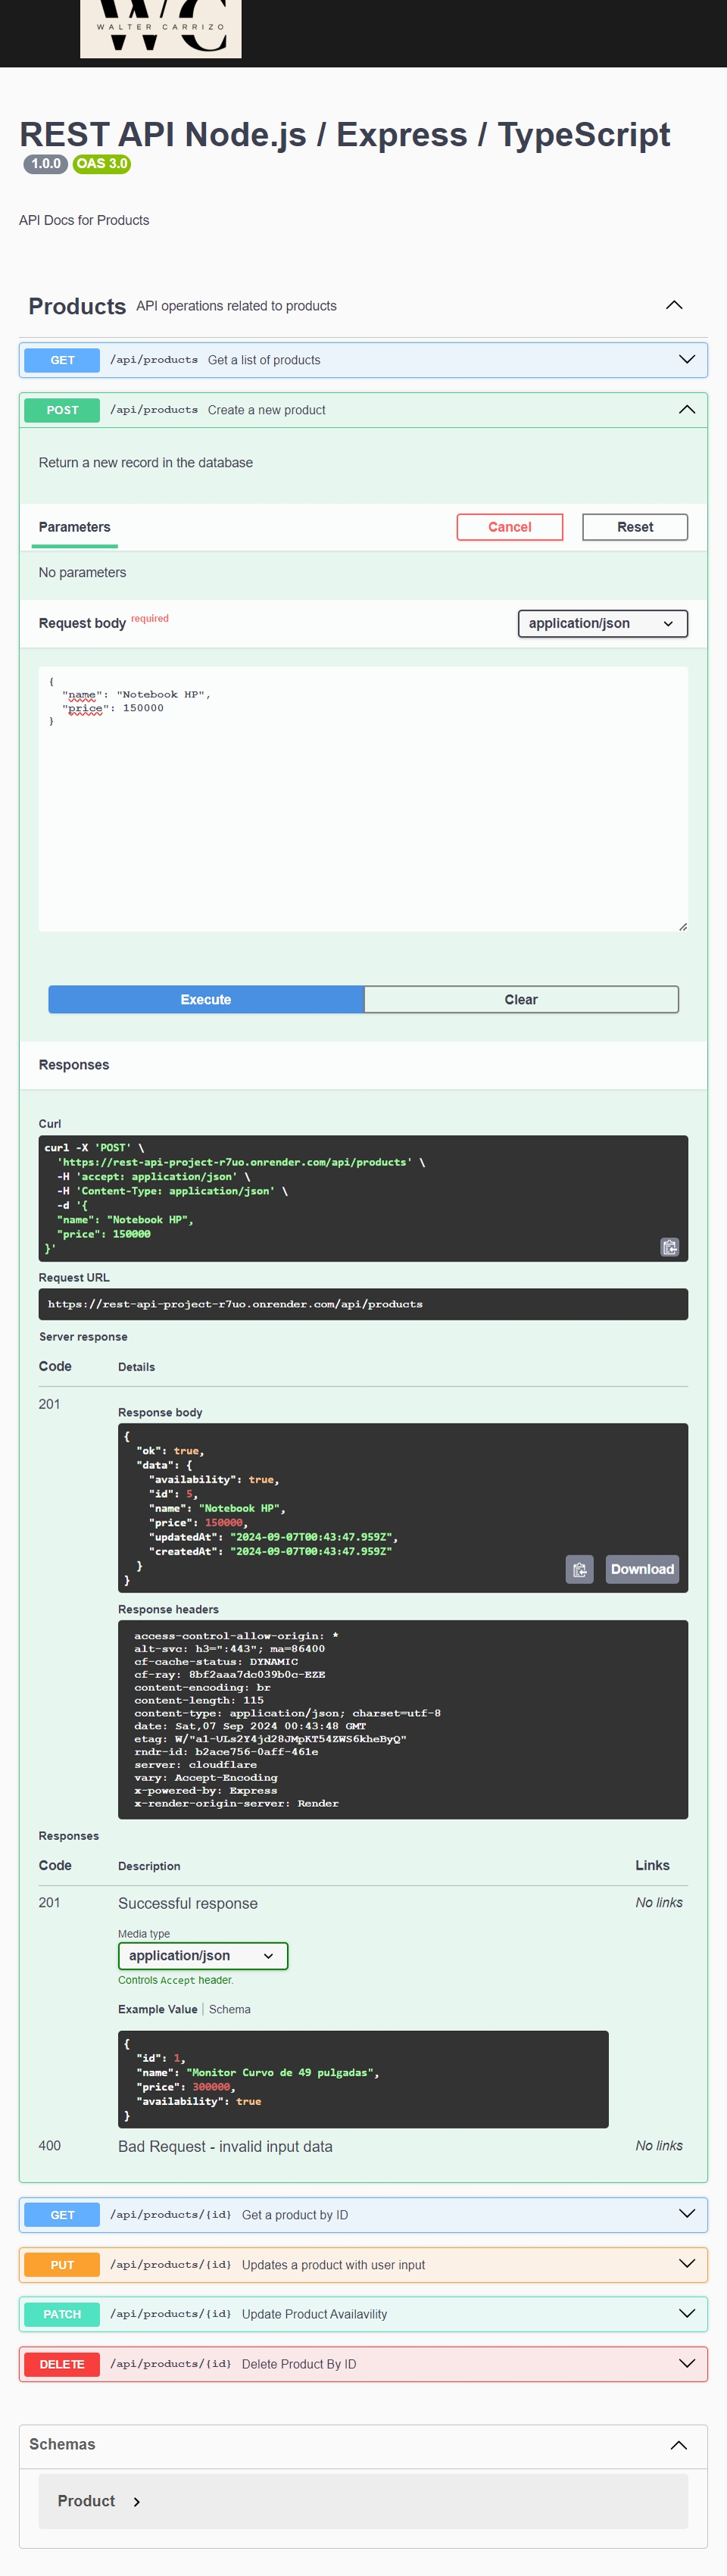 WC
WALTER CARRIZO
REST API Node.js / Express / TypeScript
1.0.0 OAS 3.0
API Docs for Products
Products API operations related to products
GET /api/products Get a list of products
POST /api/products Create a new product
Return a new record in the database
Parameters Cancel Reset
No parameters
Request body required application/json
{
"name": "Notebook HP",
"price": 150000
}
Execute Clear
Responses
Curl
curl -X 'POST' \
'https://rest-api-project-r7uo.onrender.com/api/products' \
-H 'accept: application/json' \
-H 'Content-Type: application/json' \
-d '{
"name": "Notebook HP",
"price": 150000
}'
Request URL
https://rest-api-project-r7uo.onrender.com/api/products
Server response
Code Details
201
Response body
{
"ok": true,
"data": {
"availability": true,
"id": 5,
"name": "Notebook HP",
"price": 150000,
"updatedAt": "2024-09-07T00:43:47.959Z",
"createdAt": "2024-09-07T00:43:47.959Z"
}
}
Download
Response headers
access-control-allow-origin: *
alt-svc: h3=":443"; ma=86400
cf-cache-status: DYNAMIC
cf-ray: 8bf2aaa7dc039b0c-EZE
content-encoding: br
content-length: 115
content-type: application/json; charset=utf-8
date: Sat,07 Sep 2024 00:43:48 GMT
etag: W/"a1-ULs2Y4jd28JMpKT54ZWS6kheByQ"
rndr-id: b2ace756-0aff-461e
server: cloudflare
vary: Accept-Encoding
x-powered-by: Express
x-render-origin-server: Render
Responses
Code Description Links
201 Successful response No links
Media type
application/json
Controls Accept header.
Example Value Schema
{
"id": 1,
"name": "Monitor Curvo de 49 pulgadas",
"price": 300000,
"availability": true
}
400 Bad Request - invalid input data No links
GET /api/products/{id} Get a product by ID
PUT /api/products/{id} Updates a product with user input
PATCH /api/products/{id} Update Product Availavility
DELETE /api/products/{id} Delete Product By ID
Schemas
Product